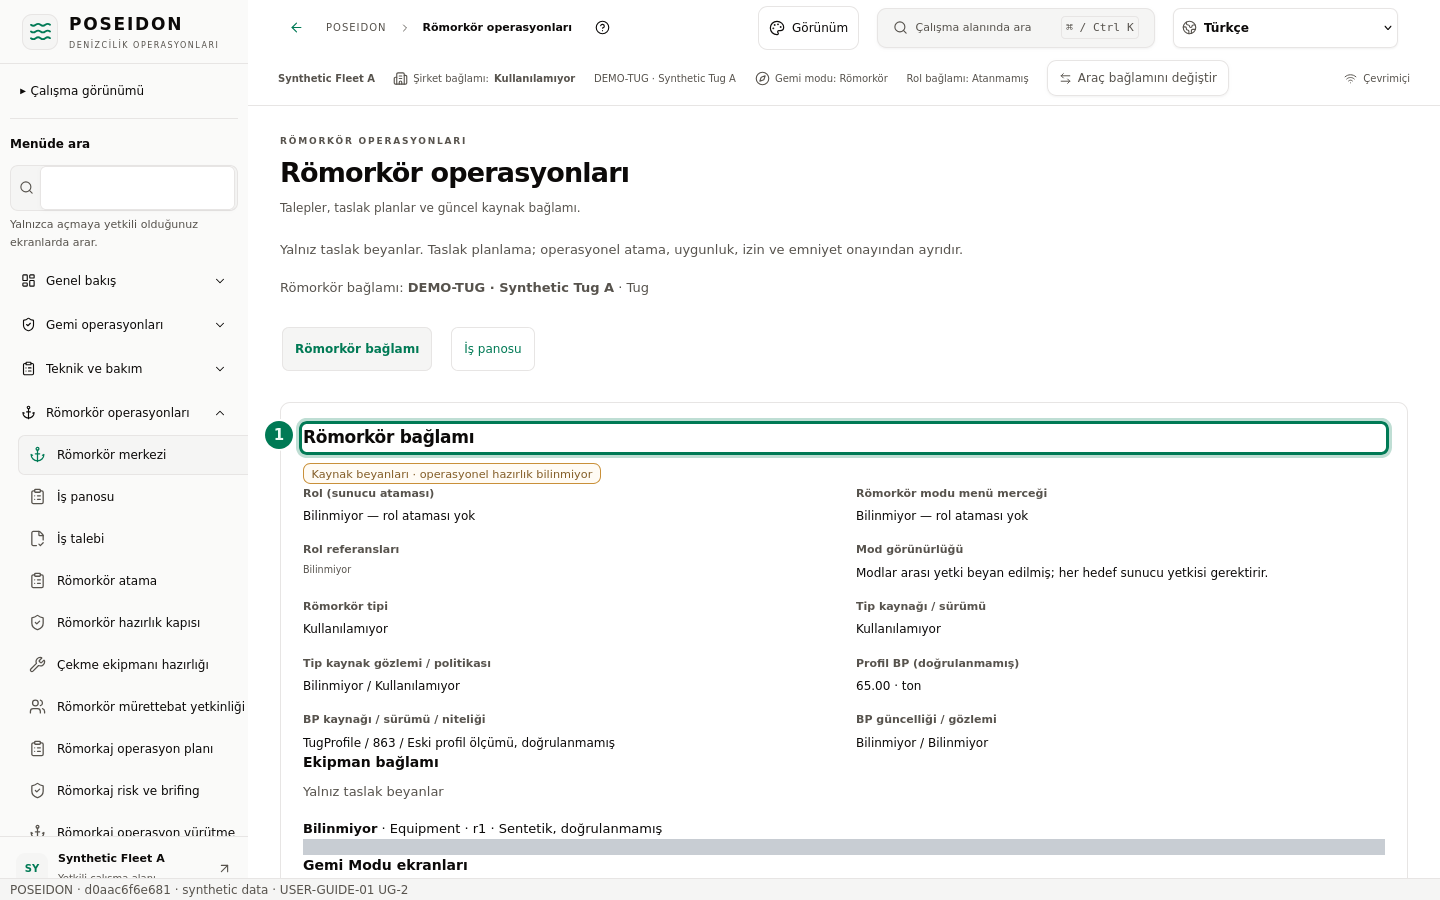 POSEIDON
DENİZCİLİK OPERASYONLARI
▸ Çalışma görünümü
Menüde ara
Yalnızca açmaya yetkili olduğunuz
ekranlarda arar.
Genel bakış
Gemi operasyonları
Teknik ve bakım
Römorkör operasyonları
Römorkör merkezi
İş panosu
İş talebi
Römorkör atama
Römorkör hazırlık kapısı
Çekme ekipmanı hazırlığı
Römorkör mürettebat yetkinliği
Römorkaj operasyon planı
Römorkaj risk ve brifing
Römorkaj operasyon yürütme
SY
Synthetic Fleet A
Yetkili çalışma alanı
POSEIDON
Römorkör operasyonları
Görünüm
Çalışma alanında ara
⌘ / Ctrl K
Türkçe
Synthetic Fleet A
Şirket bağlamı: Kullanılamıyor
DEMO-TUG · Synthetic Tug A
Gemi modu: Römorkör
Rol bağlamı: Atanmamış
Araç bağlamını değiştir
Çevrimiçi
RÖMORKÖR OPERASYONLARI
Römorkör operasyonları
Talepler, taslak planlar ve güncel kaynak bağlamı.
Yalnız taslak beyanlar. Taslak planlama; operasyonel atama, uygunluk, izin ve emniyet onayından ayrıdır.
Römorkör bağlamı: DEMO-TUG · Synthetic Tug A · Tug
Römorkör bağlamı
İş panosu
1
Römorkör bağlamı
Kaynak beyanları · operasyonel hazırlık bilinmiyor
Rol (sunucu ataması)
Bilinmiyor — rol ataması yok
Römorkör modu menü merceği
Bilinmiyor — rol ataması yok
Rol referansları
Bilinmiyor
Mod görünürlüğü
Modlar arası yetki beyan edilmiş; her hedef sunucu yetkisi gerektirir.
Römorkör tipi
Kullanılamıyor
Tip kaynağı / sürümü
Kullanılamıyor
Tip kaynak gözlemi / politikası
Bilinmiyor / Kullanılamıyor
Profil BP (doğrulanmamış)
65.00 · ton
BP kaynağı / sürümü / niteliği
TugProfile / 863 / Eski profil ölçümü, doğrulanmamış
BP güncelliği / gözlemi
Bilinmiyor / Bilinmiyor
Ekipman bağlamı
Yalnız taslak beyanlar
Bilinmiyor · Equipment · r1 · Sentetik, doğrulanmamış
Gemi Modu ekranları
POSEIDON · d0aac6f6e681 · synthetic data · USER-GUIDE-01 UG-2